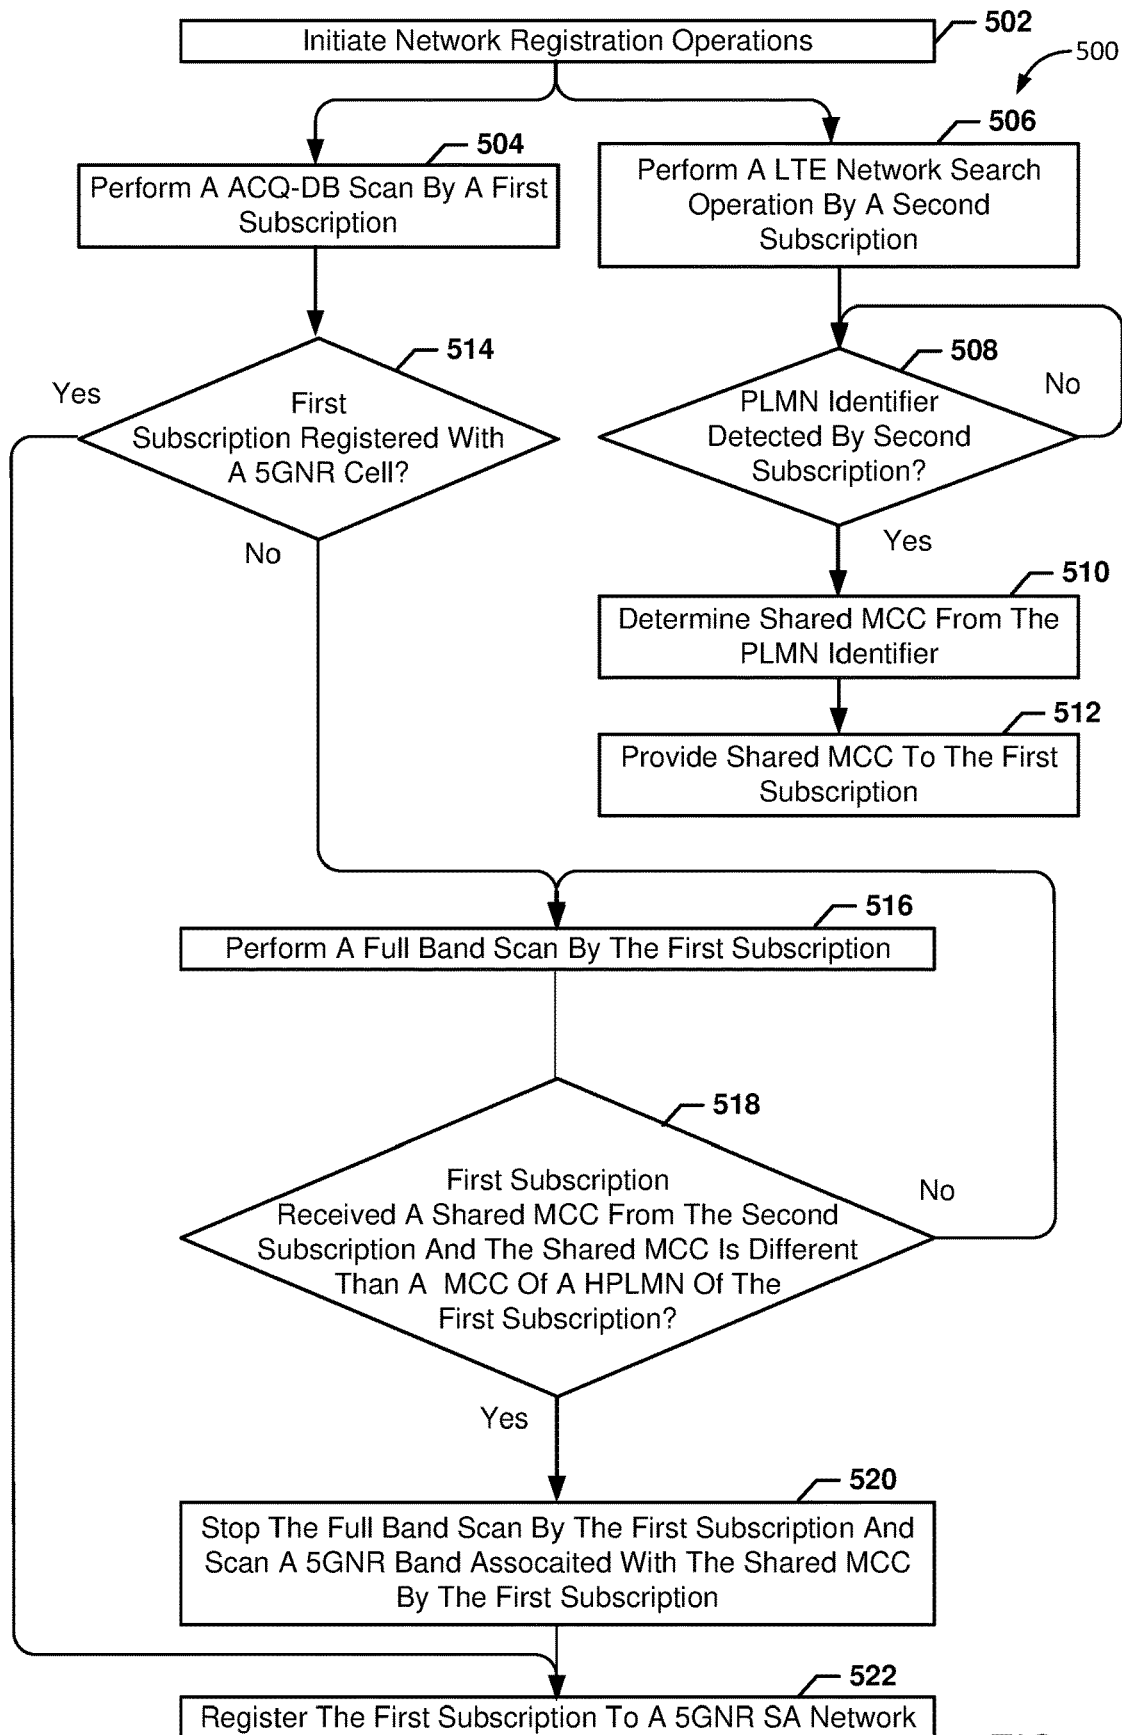 502
Initiate Network Registration Operations
500
504
506
Perform A ACQ-DB Scan By A First
Subscription
Perform A LTE Network Search
Operation By A Second
Subscription
514
508
Yes
First
Subscription Registered With
A 5GNR Cell?
No
PLMN Identifier
Detected By Second
Subscription?
No
Yes
510
Determine Shared MCC From The
PLMN Identifier
512
Provide Shared MCC To The First
Subscription
516
Perform A Full Band Scan By The First Subscription
518
First Subscription
Received A Shared MCC From The Second
Subscription And The Shared MCC Is Different
Than A MCC Of A HPLMN Of The
First Subscription?
No
Yes
520
Stop The Full Band Scan By The First Subscription And
Scan A 5GNR Band Assocaited With The Shared MCC
By The First Subscription
522
Register The First Subscription To A 5GNR SA Network